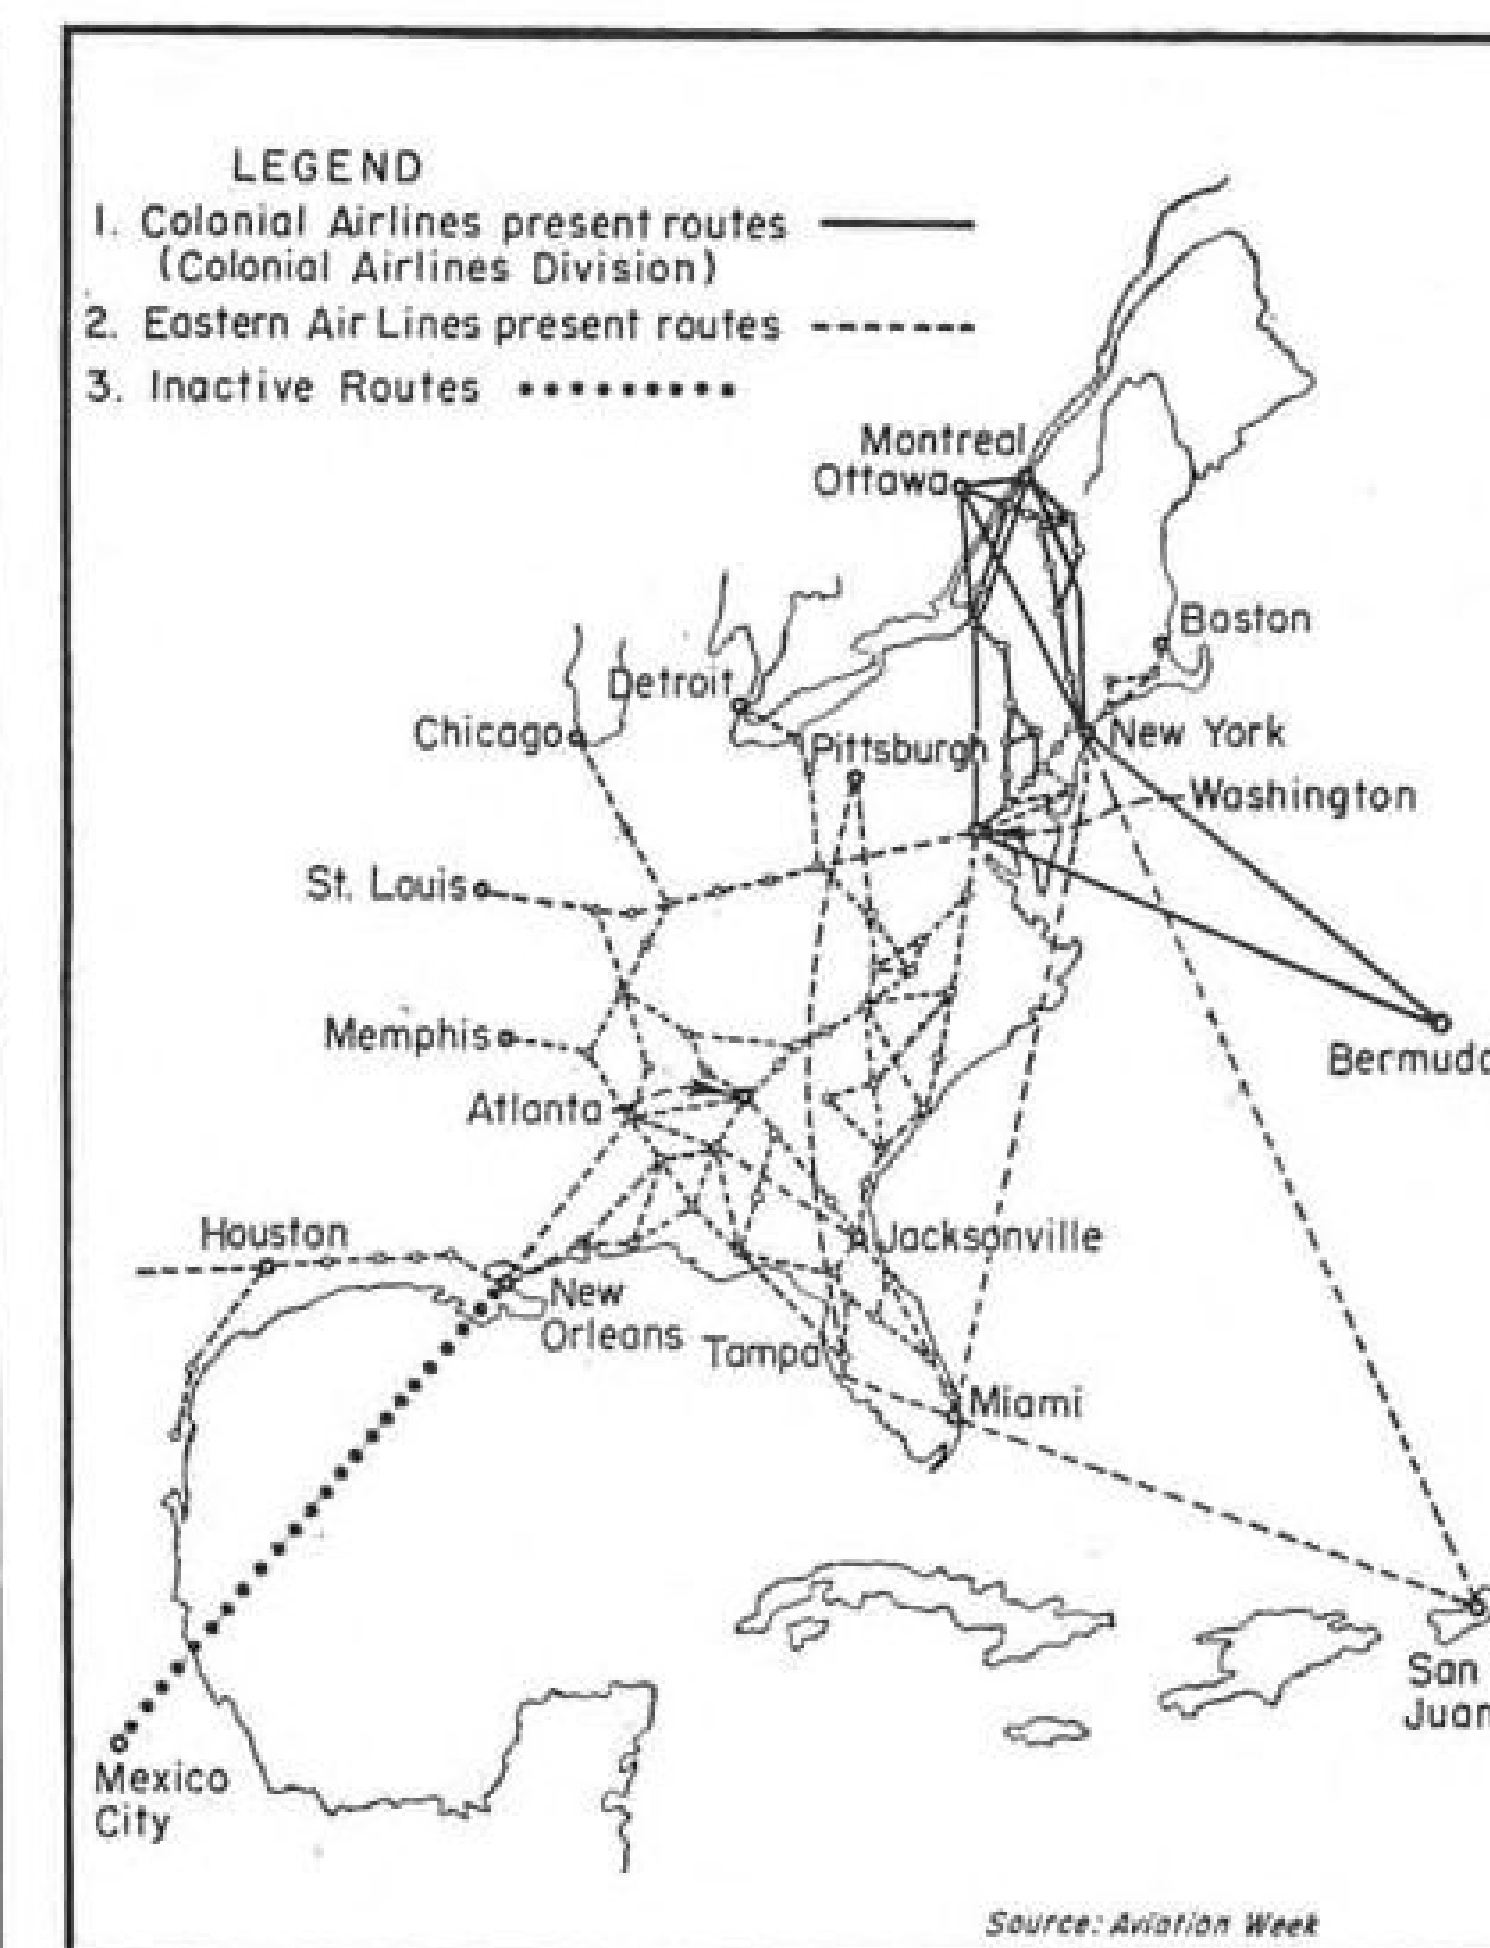 LEGEND
1. Colonial Airlines present routes
(Colonial Airlines Division)
2. Eastern Air Lines present routes
3. Inactive Routes
Montreal
Ottawa
Boston
Detroit
Chicago
Pittsburgh
New York
Washington
St. Louis
Memphis
Bermuda
Atlanta
Houston
Jacksonville
New
Orleans
Tampa
Miami
San
Juan
Mexico
City
Source: Aviation Week